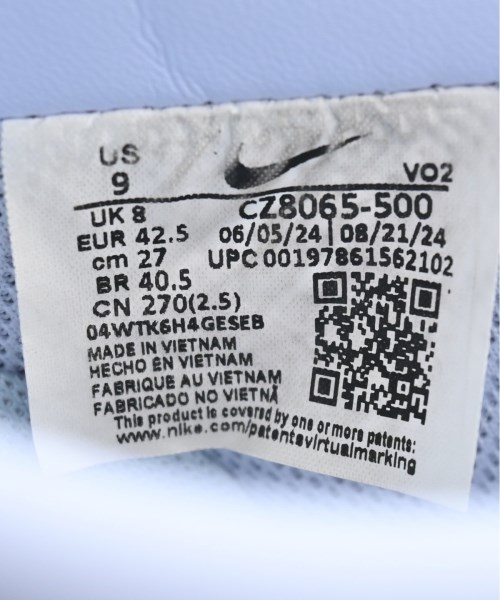 US
9
VO2
UK 8
CZ8065-500
EUR 42.5
06/05/24 | 08/21/24
cm 27
UPC 00197861562102
BR 40.5
CN 270(2.5)
04WTK6H4GESEB
MADE IN VIETNAM
HECHO EN VIETNAM
FABRIQUE AU VIETNAM
FABRICADO NO VIETNÃ
This product is covered by one or more patents:
www.nike.com/patentsvirtualmarking